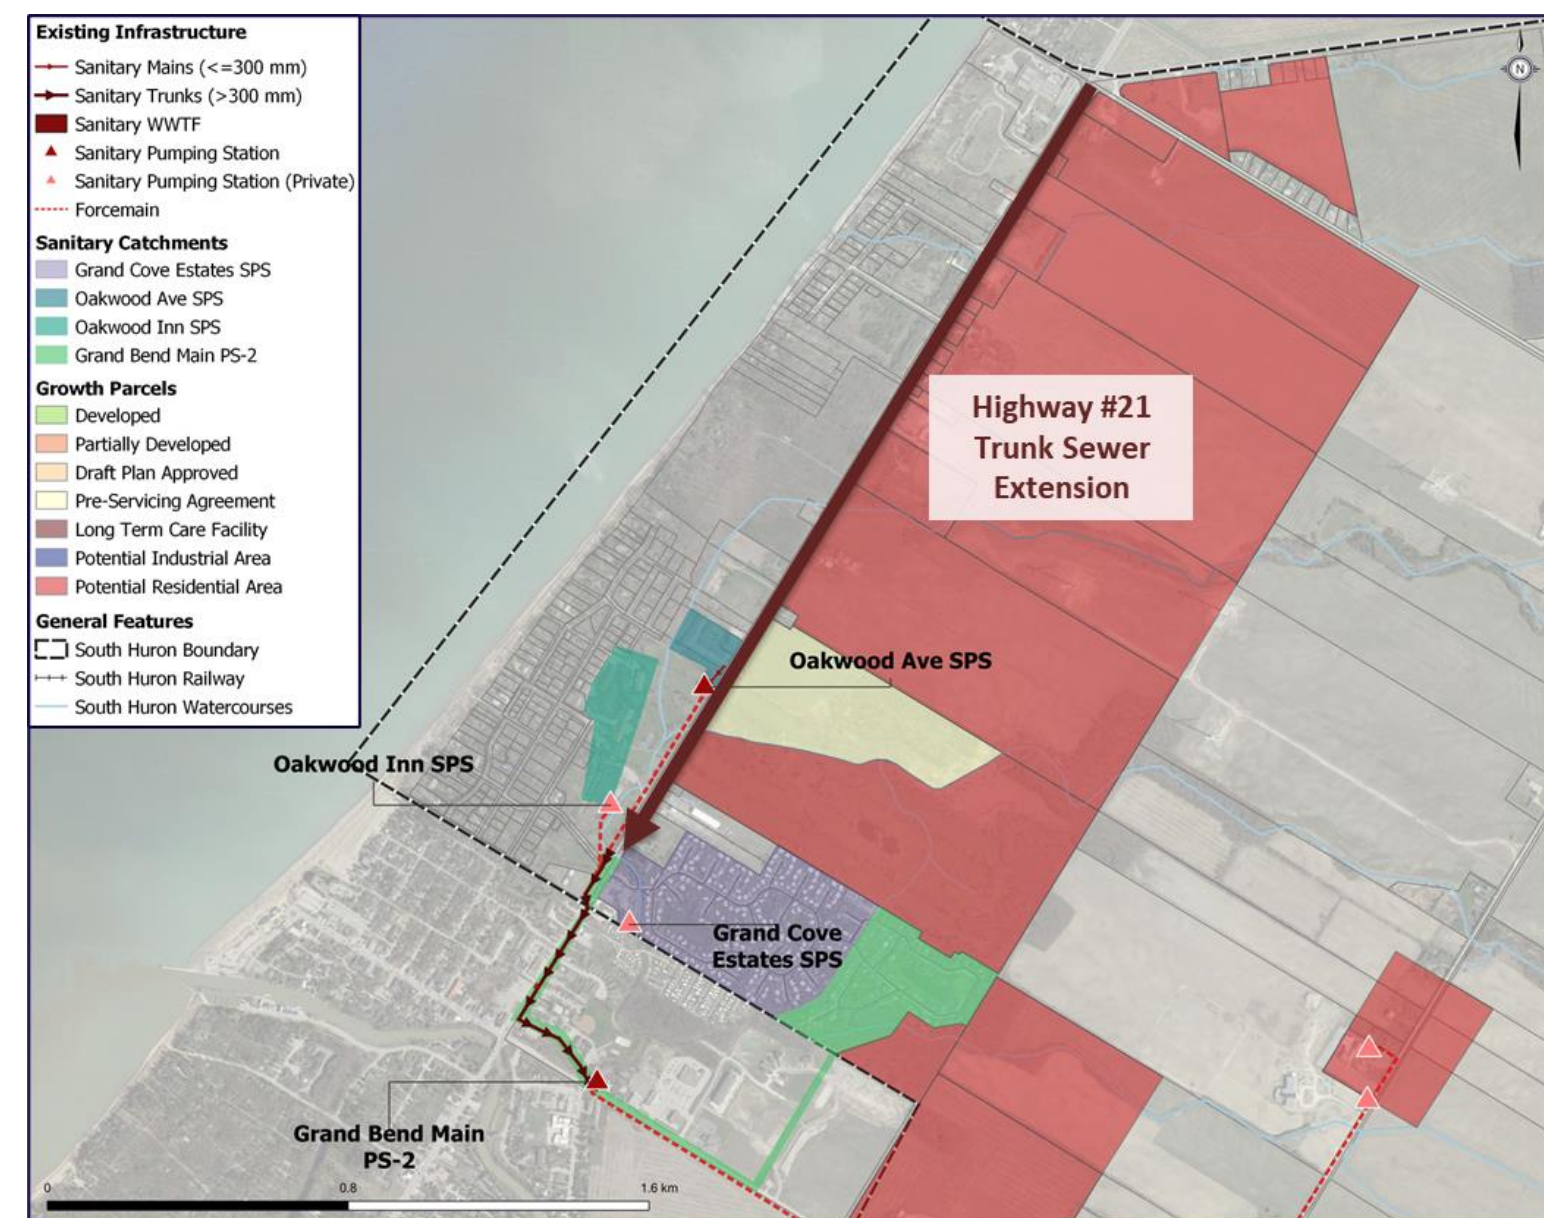 Existing Infrastructure
Sanitary Mains (<=300 mm)
Sanitary Trunks (>300 mm)
Sanitary WWTF
Sanitary Pumping Station
Sanitary Pumping Station (Private)
Forcemain
Sanitary Catchments
Grand Cove Estates SPS
Oakwood Ave SPS
Oakwood Inn SPS
Grand Bend Main PS-2
Growth Parcels
Developed
Partially Developed
Draft Plan Approved
Pre-Servicing Agreement
Long Term Care Facility
Potential Industrial Area
Potential Residential Area
General Features
South Huron Boundary
South Huron Railway
South Huron Watercourses
N
Highway #21
Trunk Sewer
Extension
Oakwood Ave SPS
Oakwood Inn SPS
Grand Cove
Estates SPS
Grand Bend Main
PS-2
0 0.8 1.6 km